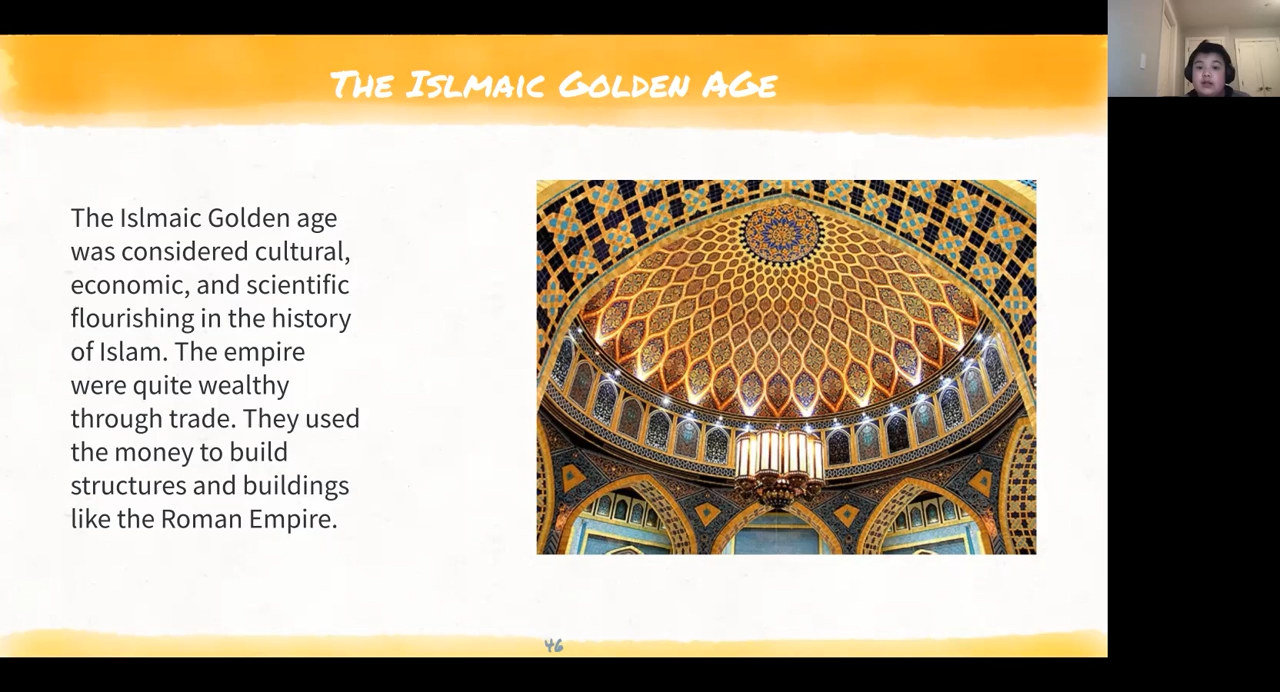 The Islmaic Golden AGe
The Islmaic Golden age
was considered cultural,
economic, and scientific
flourishing in the history
of Islam. The empire
were quite wealthy
through trade. They used
the money to build
structures and buildings
like the Roman Empire.
46